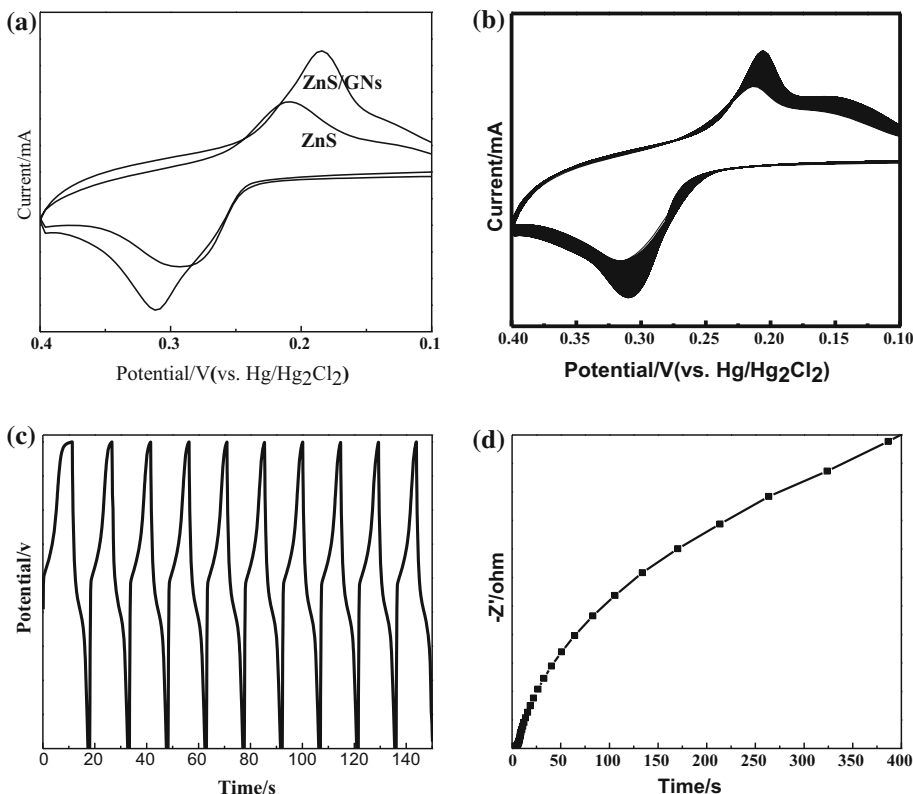 (a)
ZnS/GNs
ZnS
Current/mA
0.4 0.3 0.2 0.1
Potential/V(vs. Hg/Hg2Cl2)
(b)
Current/mA
0.40 0.35 0.30 0.25 0.20 0.15 0.10
Potential/V(vs. Hg/Hg2Cl2)
(c)
Potential/v
0 20 40 60 80 100 120 140
Time/s
(d)
-Z'/ohm
0 50 100 150 200 250 300 350 400
Time/s